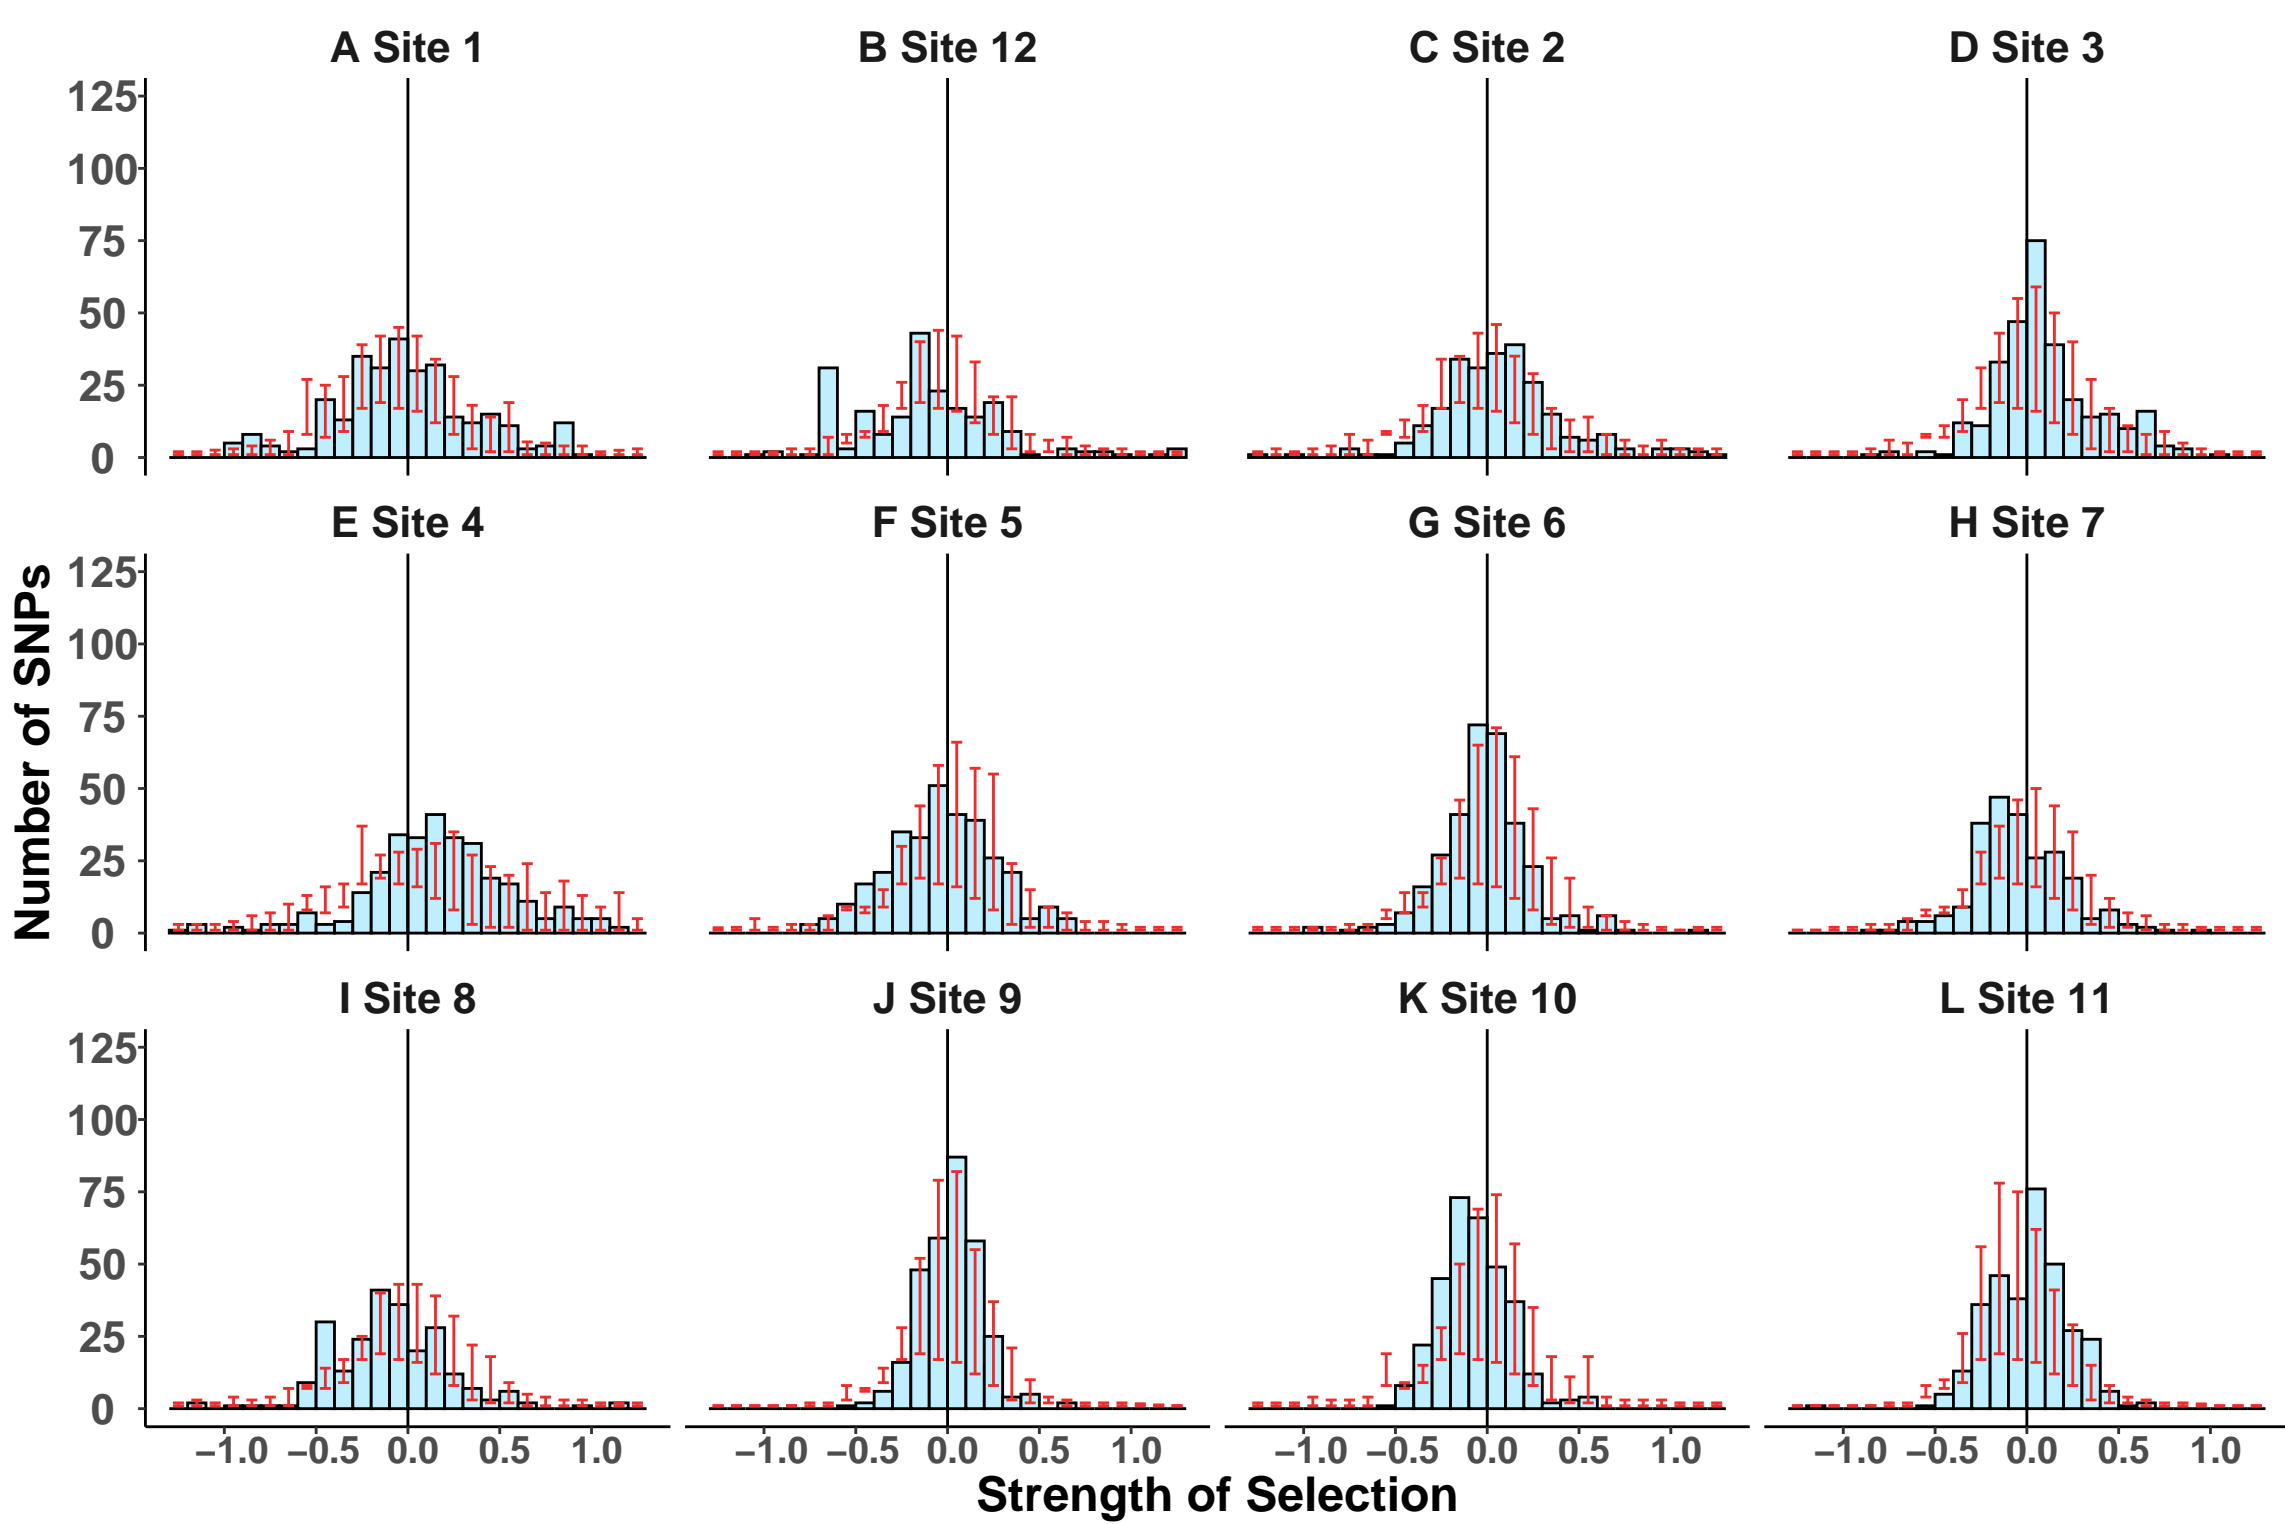 A Site 1
B Site 12
C Site 2
D Site 3
125
100
75
50
25
0
E Site 4
F Site 5
G Site 6
H Site 7
125
100
75
50
25
0
Number of SNPs
I Site 8
J Site 9
K Site 10
L Site 11
125
100
75
50
25
0
−1.0 −0.5 0.0 0.5 1.0
−1.0 −0.5 0.0 0.5 1.0
−1.0 −0.5 0.0 0.5 1.0
−1.0 −0.5 0.0 0.5 1.0
Strength of Selection